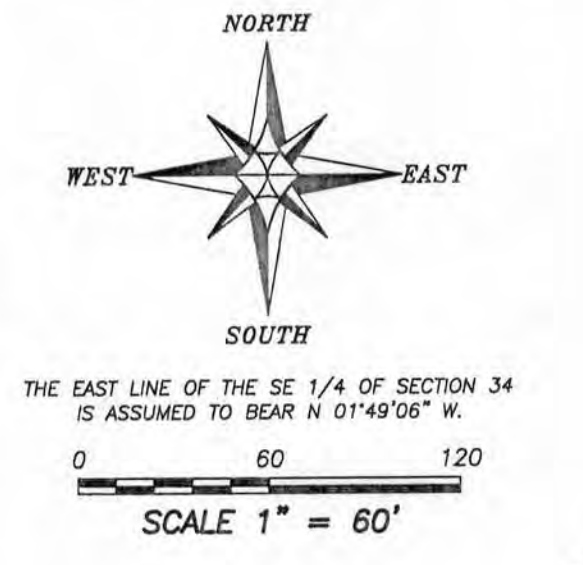 NORTH
WEST EAST
SOUTH
THE EAST LINE OF THE SE 1/4 OF SECTION 34
IS ASSUMED TO BEAR N 01°49'06" W.
0 60 120
SCALE 1" = 60'